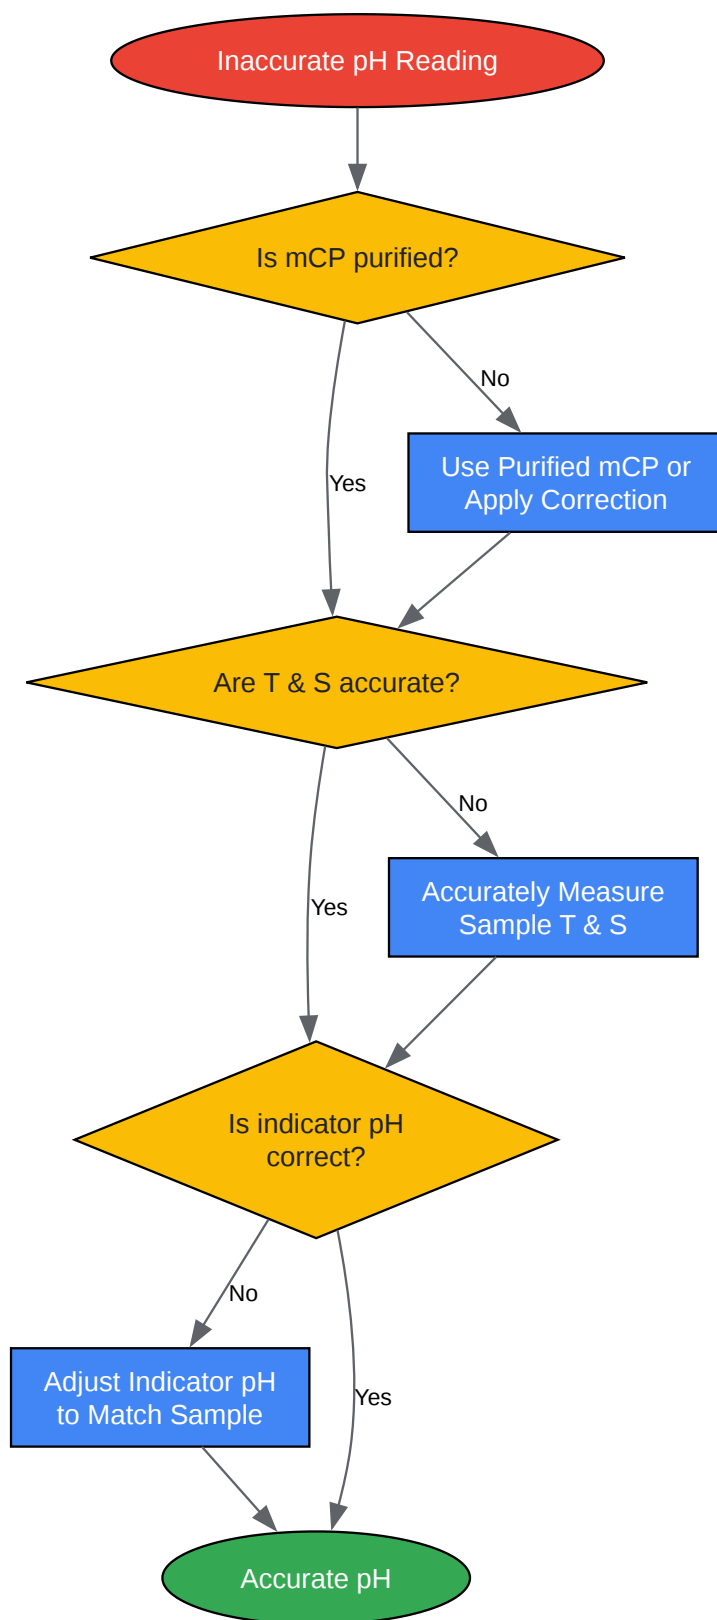 Inaccurate pH Reading
Is mCP purified?
No
Use Purified mCP or
Apply Correction
Yes
Are T & S accurate?
No
Accurately Measure
Sample T & S
Yes
Is indicator pH
correct?
No
Adjust Indicator pH
to Match Sample
Yes
Accurate pH